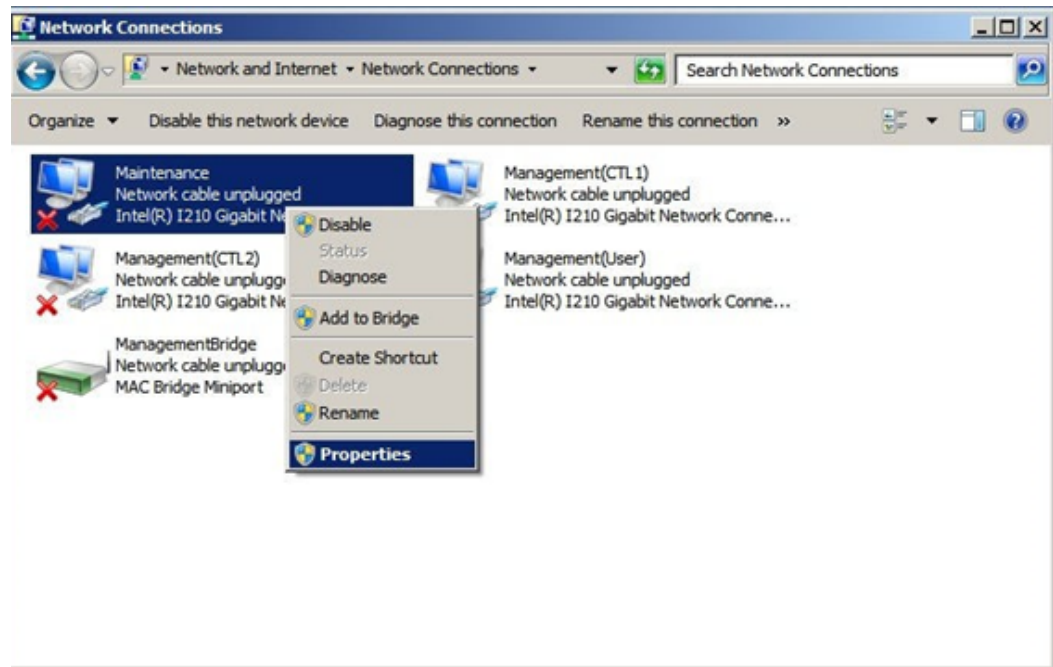 Network Connections
Network and Internet Network Connections Search Network Connections
Organize Disable this network device Diagnose this connection Rename this connection »
Maintenance
Network cable unplugged
Intel(R) I210 Gigabit Ne
Management(CTL1)
Network cable unplugged
Intel(R) I210 Gigabit Network Conne...
Management(CTL2)
Network cable unplugg
Intel(R) I210 Gigabit Ne
Management(User)
Network cable unplugged
Intel(R) I210 Gigabit Network Conne...
ManagementBridge
Network cable unplugg
MAC Bridge Miniport
Disable
Status
Diagnose
Add to Bridge
Create Shortcut
Delete
Rename
Properties